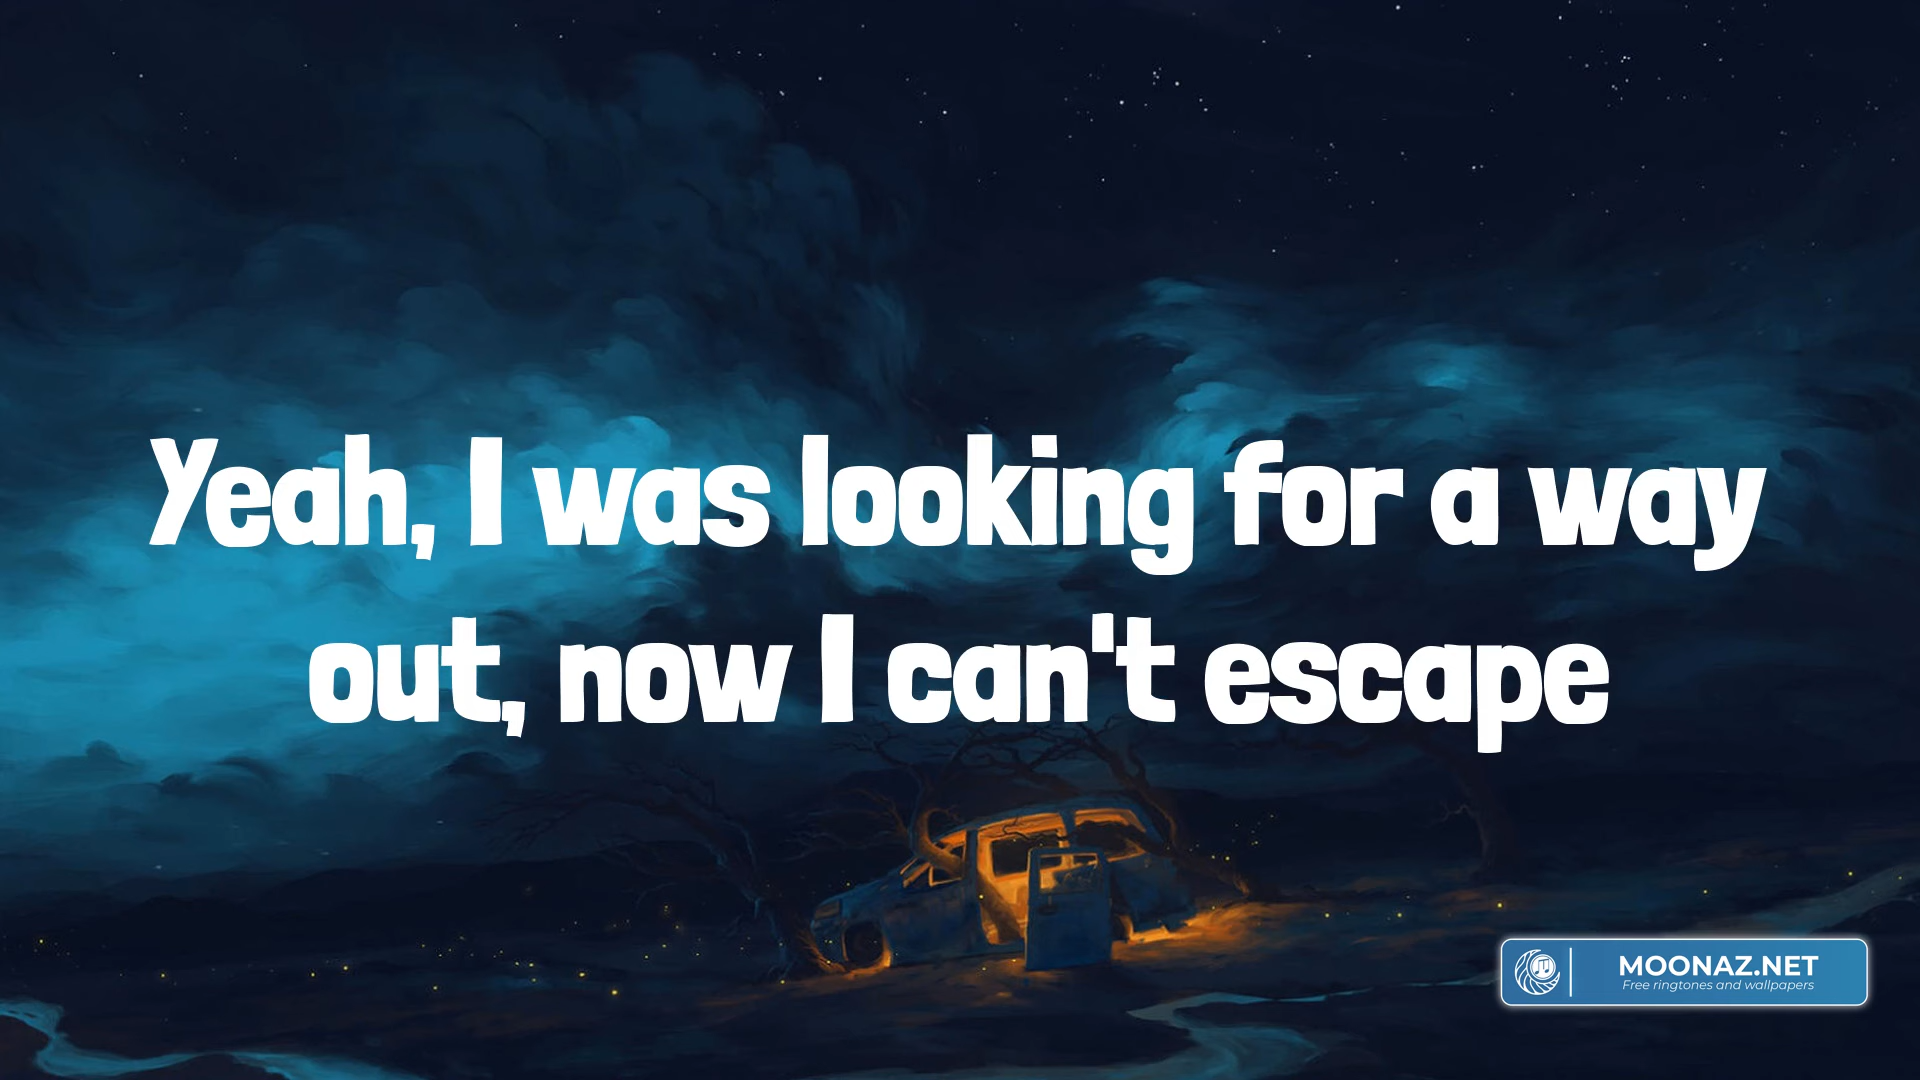 Yeah, I was looking for a way
out, now I can't escape
MOONAZ.NET
Free ringtones and wallpapers